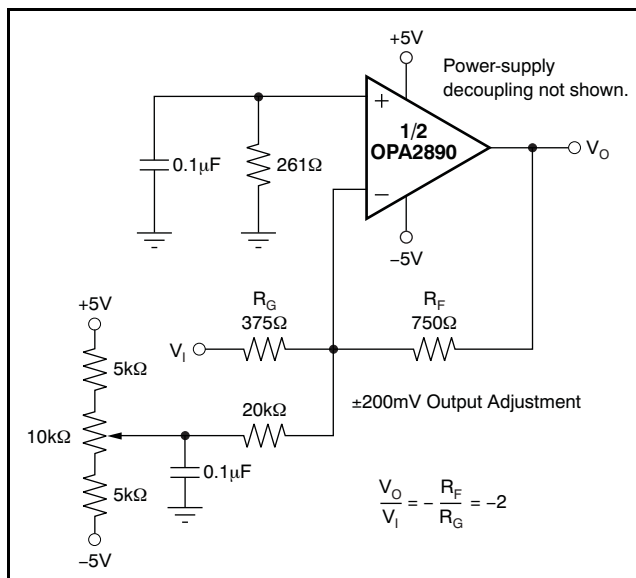 +5V
Power-supply
decoupling not shown.
+
1/2
OPA2890
−
−5V
V_O
0.1μF
261Ω
R_G
375Ω
R_F
750Ω
V_I
+5V
5kΩ
10kΩ
5kΩ
−5V
20kΩ
0.1μF
±200mV Output Adjustment
V_O/V_I = − R_F/R_G = −2